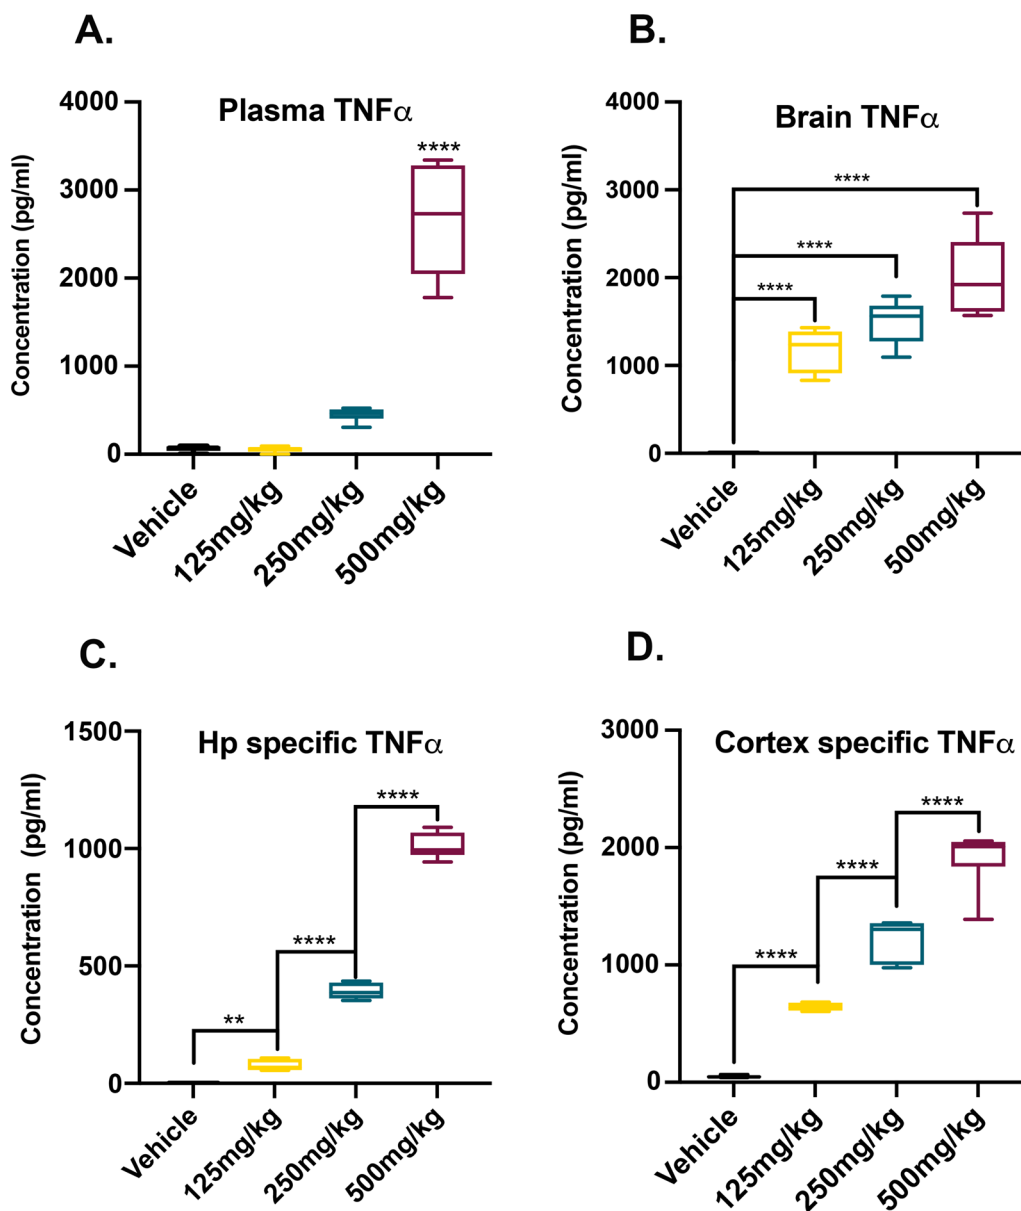 A.
Plasma TNFα
Concentration (pg/ml)
4000
3000
2000
1000
0
****
Vehicle
125mg/kg
250mg/kg
500mg/kg
B.
Brain TNFα
Concentration (pg/ml)
4000
3000
2000
1000
0
****
****
****
Vehicle
125mg/kg
250mg/kg
500mg/kg
C.
Hp specific TNFα
Concentration (pg/ml)
1500
1000
500
0
****
****
**
Vehicle
125mg/kg
250mg/kg
500mg/kg
D.
Cortex specific TNFα
Concentration (pg/ml)
3000
2000
1000
0
****
****
****
Vehicle
125mg/kg
250mg/kg
500mg/kg